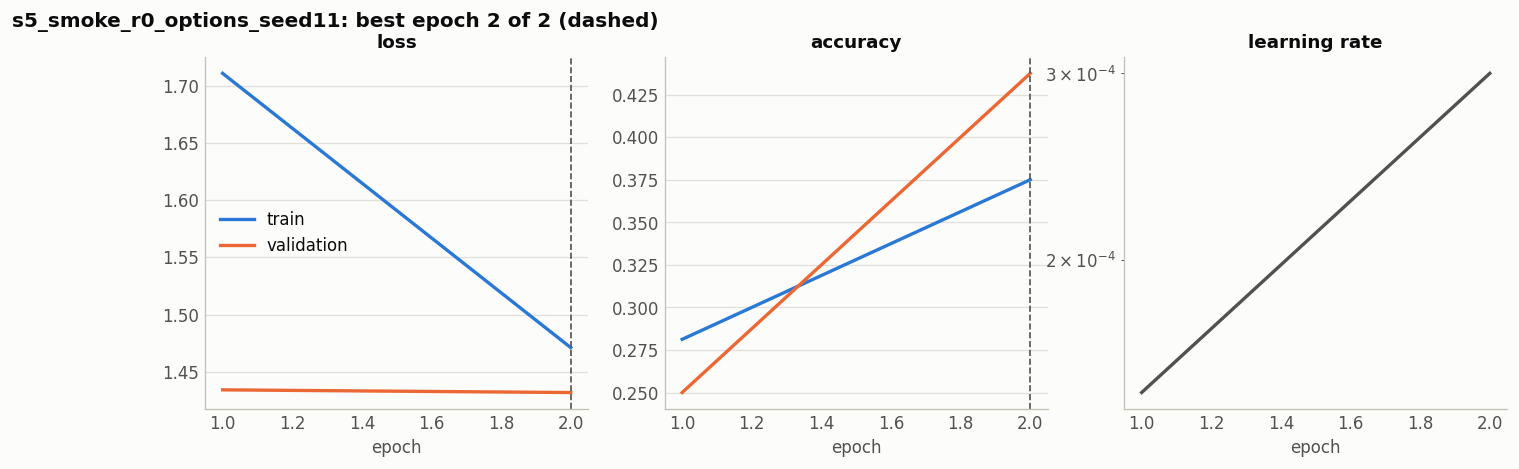 s5_smoke_r0_options_seed11: best epoch 2 of 2 (dashed)
loss
1.70
1.65
1.60
1.55
1.50
1.45
train
validation
1.0 1.2 1.4 1.6 1.8 2.0
epoch
accuracy
0.425
0.400
0.375
0.350
0.325
0.300
0.275
0.250
1.0 1.2 1.4 1.6 1.8 2.0
epoch
learning rate
3 × 10⁻⁴
2 × 10⁻⁴
1.0 1.2 1.4 1.6 1.8 2.0
epoch